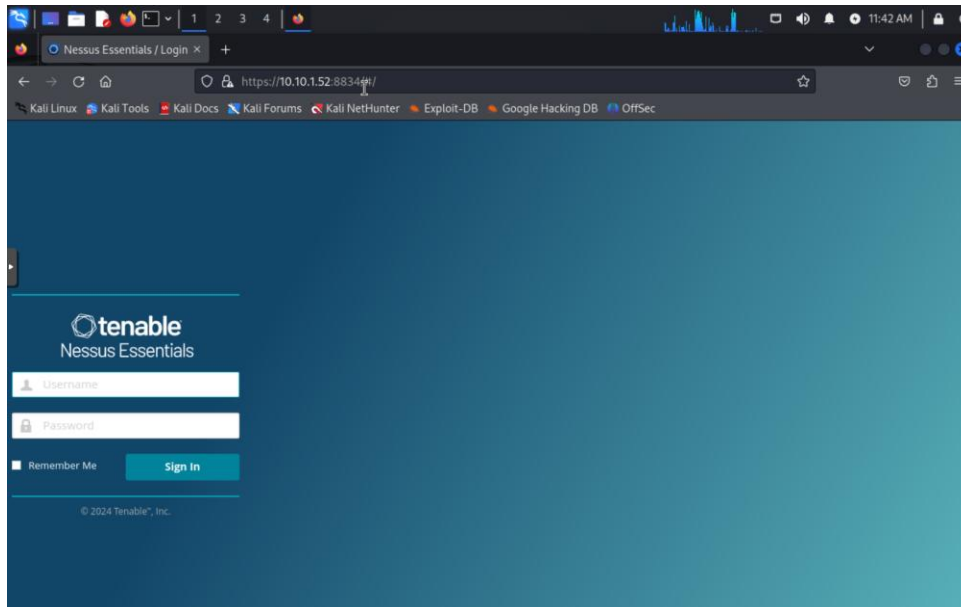 1 2 3 4 11:42 AM
Nessus Essentials / Login
https://10.10.1.52:8834/#/
Kali Linux Kali Tools Kali Docs Kali Forums Kali NetHunter Exploit-DB Google Hacking DB OffSec
tenable
Nessus Essentials
Username
Password
Remember Me Sign In
© 2024 Tenable™, Inc.